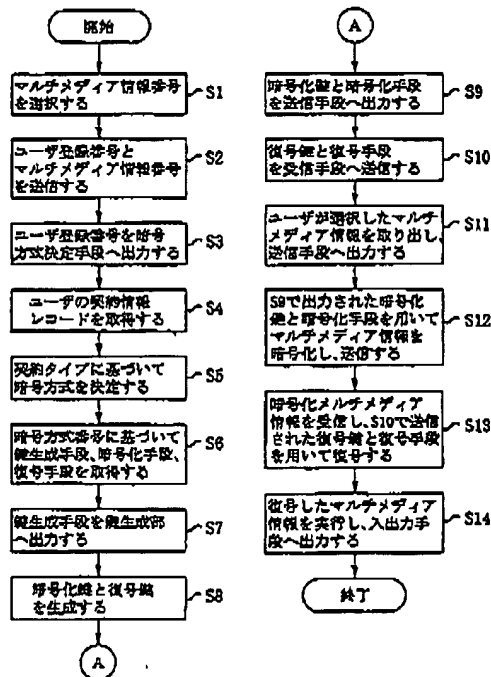 開始
マルチメディア情報番号
を選択する
S1
ユーザ登録番号と
マルチメディア情報番号
を送信する
S2
ユーザ登録番号を暗号
方式決定手段へ出力する
S3
ユーザの契約情報
レコードを取得する
S4
契約タイプに基づいて
暗号方式を決定する
S5
暗号方式番号に基づいて
鍵生成手段、暗号化手段、
復号手段を取得する
S6
鍵生成手段を鍵生成部
へ出力する
S7
暗号化鍵と復号鍵
を生成する
S8
A
A
暗号化鍵と暗号化手段
を送信手段へ出力する
S9
復号鍵と復号手段
を受信手段へ送信する
S10
ユーザが選択したマルチ
メディア情報を取り出し、
送信手段へ出力する
S11
S9で出力された暗号化
鍵と暗号化手段を用いて
マルチメディア情報を
暗号化し、送信する
S12
暗号化メルチメディア
情報を受信し、S10で送信
された復号鍵と復号手段
を用いて復号する
S13
復号したマルチメディア
情報を実行し、入出力手
段へ出力する
S14
終了